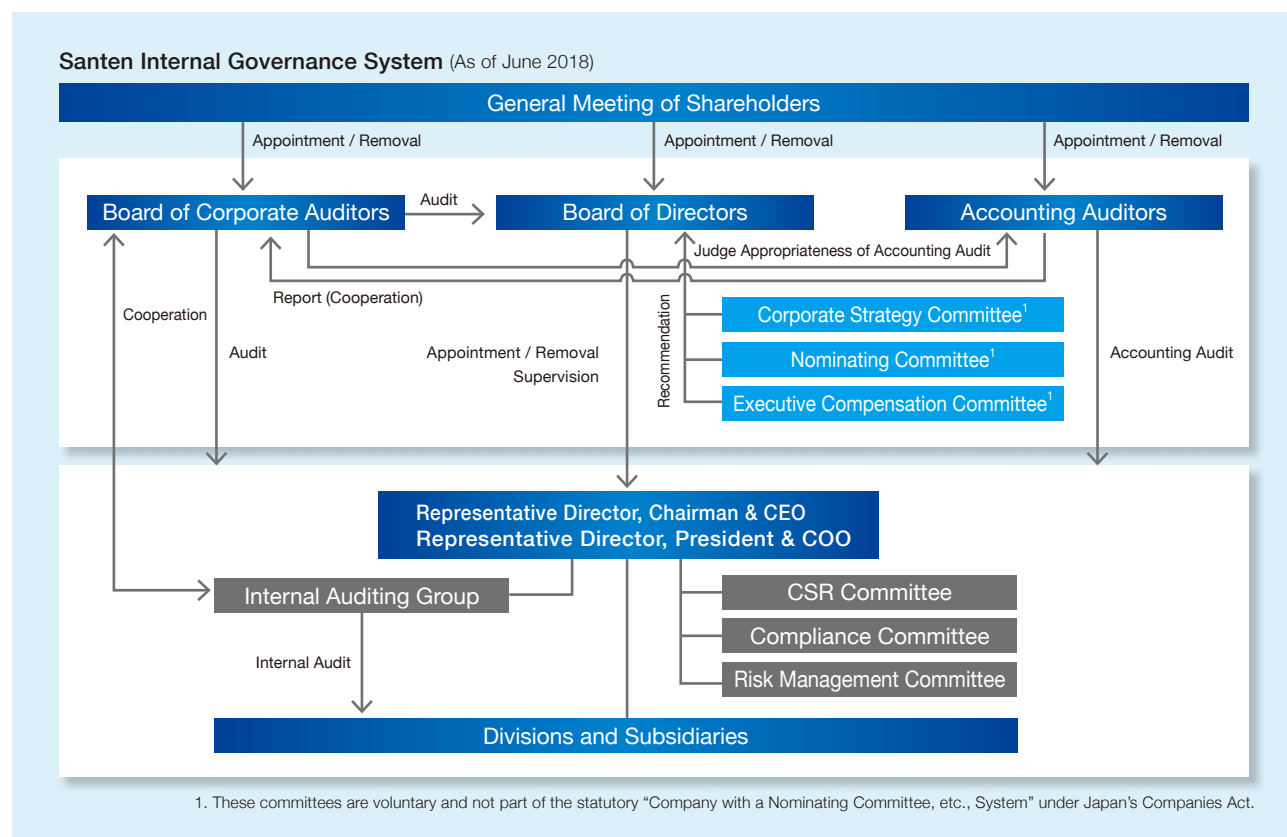 Santen Internal Governance System (As of June 2018)
General Meeting of Shareholders
Appointment / Removal
Appointment / Removal
Appointment / Removal
Board of Corporate Auditors
Audit
Board of Directors
Accounting Auditors
Judge Appropriateness of Accounting Audit
Report (Cooperation)
Cooperation
Audit
Appointment / Removal
Supervision
Recommendation
Corporate Strategy Committee1
Nominating Committee1
Executive Compensation Committee1
Accounting Audit
Representative Director, Chairman & CEO
Representative Director, President & COO
Internal Auditing Group
CSR Committee
Compliance Committee
Risk Management Committee
Internal Audit
Divisions and Subsidiaries
1. These committees are voluntary and not part of the statutory “Company with a Nominating Committee, etc., System” under Japan’s Companies Act.